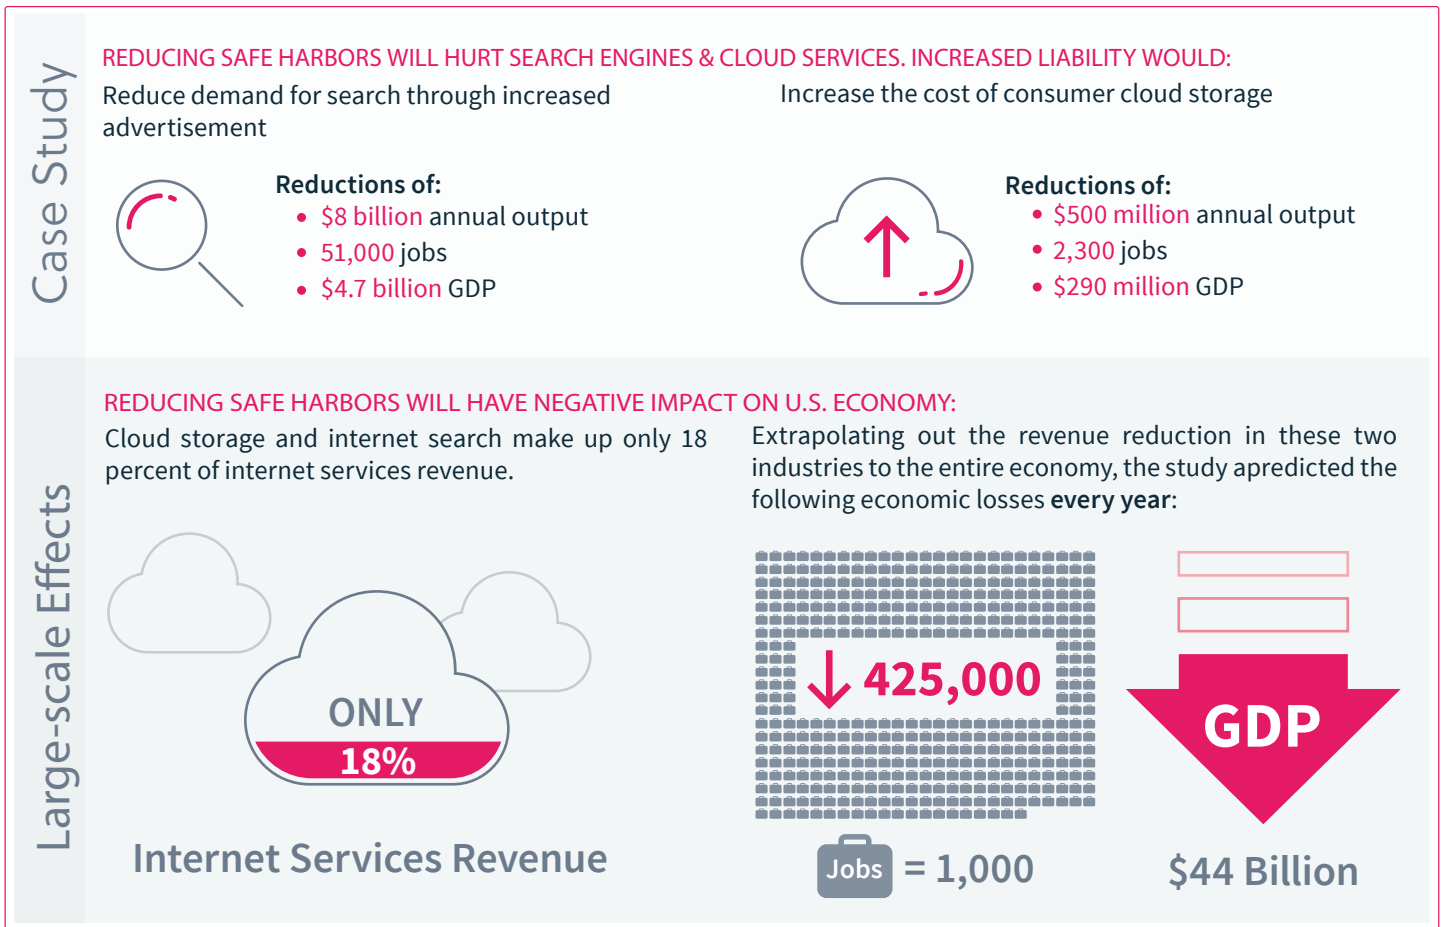 Case Study
REDUCING SAFE HARBORS WILL HURT SEARCH ENGINES & CLOUD SERVICES. INCREASED LIABILITY WOULD:
Reduce demand for search through increased
advertisement
Reductions of:
• $8 billion annual output
• 51,000 jobs
• $4.7 billion GDP
Increase the cost of consumer cloud storage
Reductions of:
• $500 million annual output
• 2,300 jobs
• $290 million GDP
Large-scale Effects
REDUCING SAFE HARBORS WILL HAVE NEGATIVE IMPACT ON U.S. ECONOMY:
Cloud storage and internet search make up only 18
percent of internet services revenue.
ONLY
18%
Internet Services Revenue
Extrapolating out the revenue reduction in these two
industries to the entire economy, the study apredicted the
following economic losses every year:
↓ 425,000
Jobs = 1,000
GDP
$44 Billion